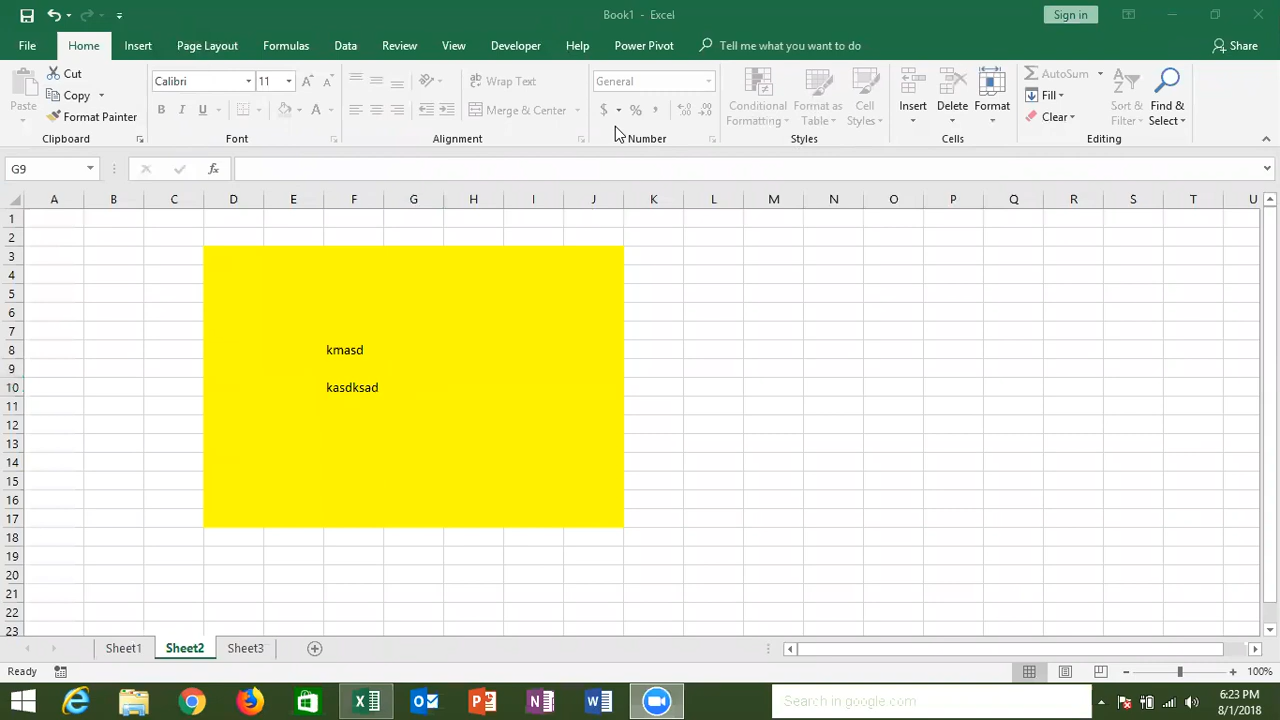 Book1 - Excel
Sign in
File Home Insert Page Layout Formulas Data Review View Developer Help Power Pivot Tell me what you want to do Share
Paste Cut Copy Format Painter
Calibri 11
B I U A
Wrap Text
Merge & Center
General
$ % ,
Conditional Formatting
Format as Table
Cell Styles
Insert Delete Format
AutoSum Fill Clear
Sort & Filter
Find & Select
Clipboard Font Alignment Number Styles Cells Editing
G9 fx
A B C D E F G H I J K L M N O P Q R S T U
1
2
3
4
5
6
7
8 kmasd
9
10 kasdksad
11
12
13
14
15
16
17
18
19
20
21
22
23
Sheet1 Sheet2 Sheet3
Ready 100%
Search in google.com
6:23 PM
8/1/2018